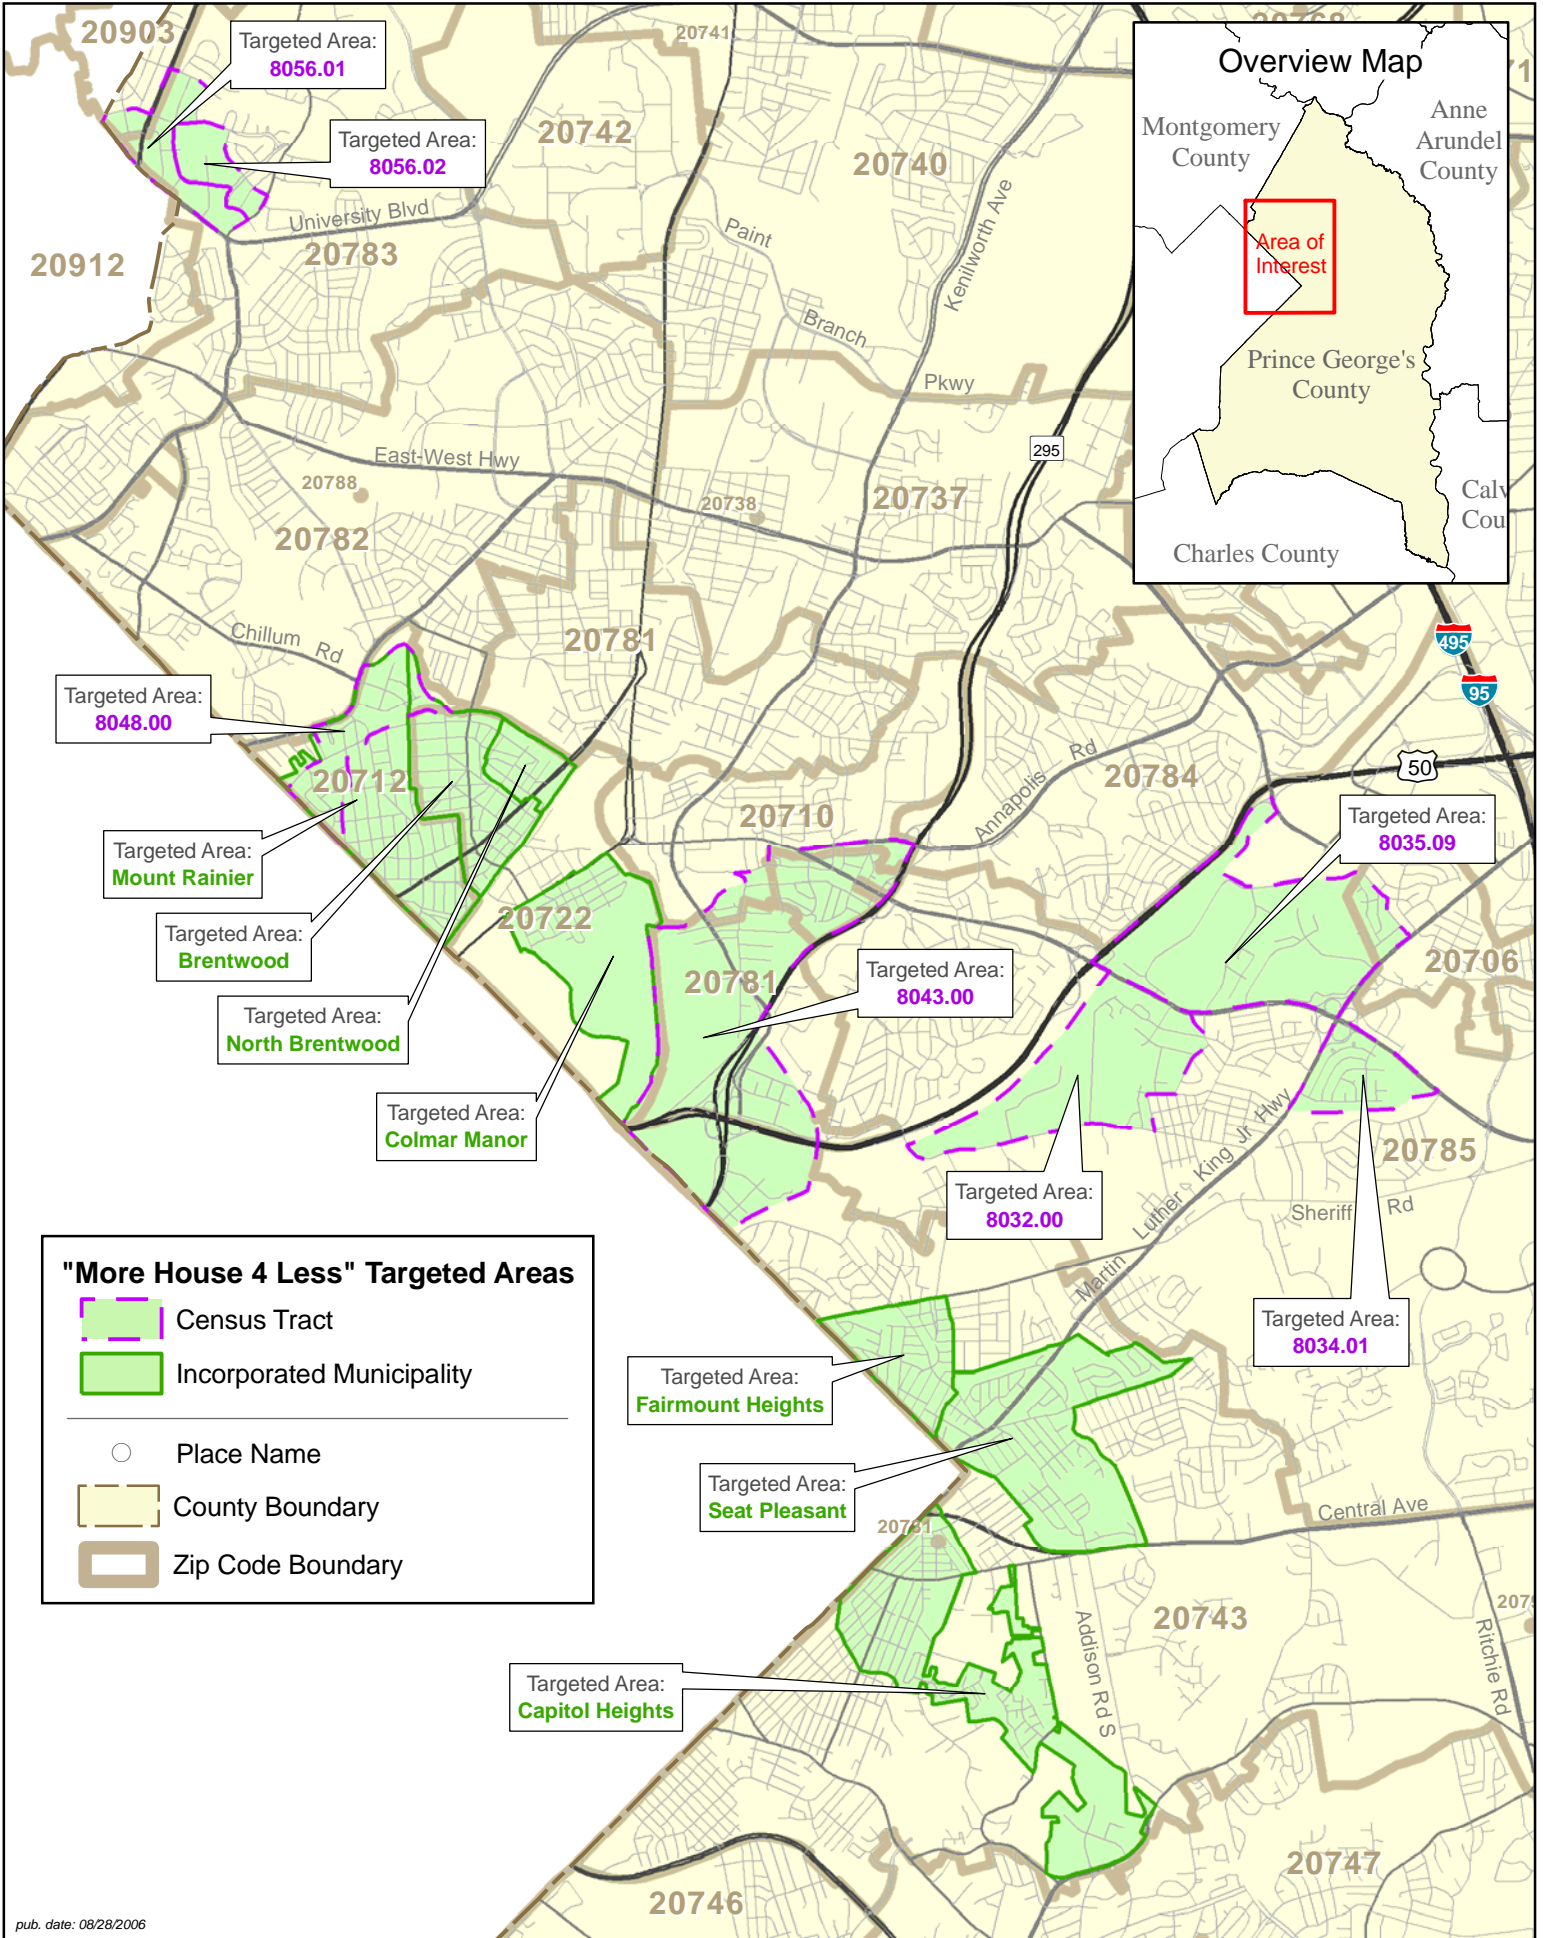 20903
Targeted Area:
8056.01
20741
20768
Overview Map
Montgomery
County
Anne
Arundel
County
Area of
Interest
Prince George's
County
Charles County
Targeted Area:
8056.02
20742
20740
University Blvd
20783
20912
Paint
Branch
Pkwy
Kenilworth Ave
295
East-West Hwy
20788
20782
20738
20737
Chillum Rd
20781
495
95
Targeted Area:
8048.00
20712
Annapolis Rd
20784
50
20710
Targeted Area:
8035.09
Targeted Area:
Mount Rainier
20722
Targeted Area:
Brentwood
20781
Targeted Area:
8043.00
20706
Targeted Area:
North Brentwood
Targeted Area:
Colmar Manor
Martin Luther King Jr Hwy
20785
Targeted Area:
8032.00
Sheriff Rd
Targeted Area:
8034.01
"More House 4 Less" Targeted Areas
Census Tract
Incorporated Municipality
Place Name
County Boundary
Zip Code Boundary
Targeted Area:
Fairmount Heights
Targeted Area:
Seat Pleasant
Central Ave
20731
20743
Addison Rd S
Ritchie Rd
Targeted Area:
Capitol Heights
20747
20746
pub. date: 08/28/2006